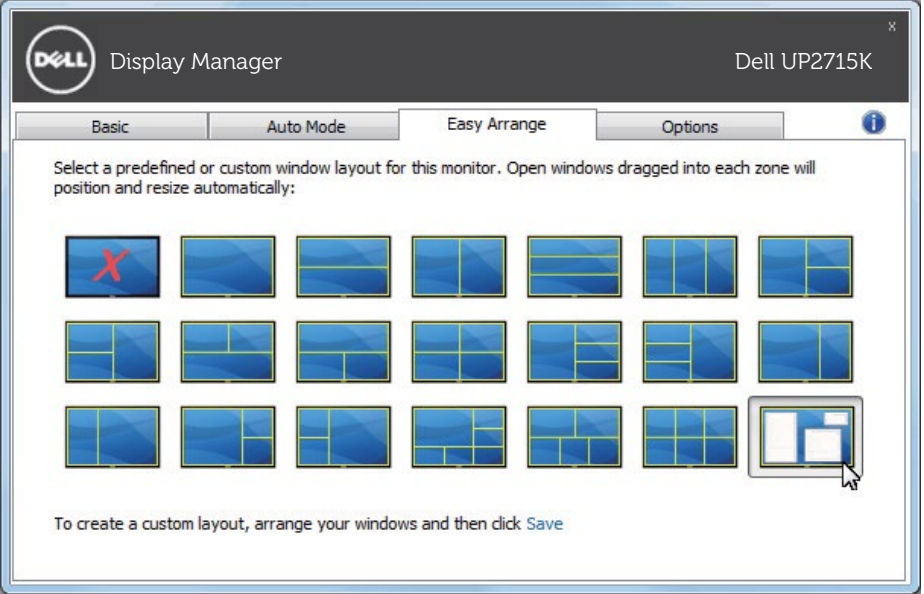 x
DELL
Display Manager
Dell UP2715K
Basic
Auto Mode
Easy Arrange
Options
i
Select a predefined or custom window layout for this monitor. Open windows dragged into each zone will
position and resize automatically:
X
To create a custom layout, arrange your windows and then click Save